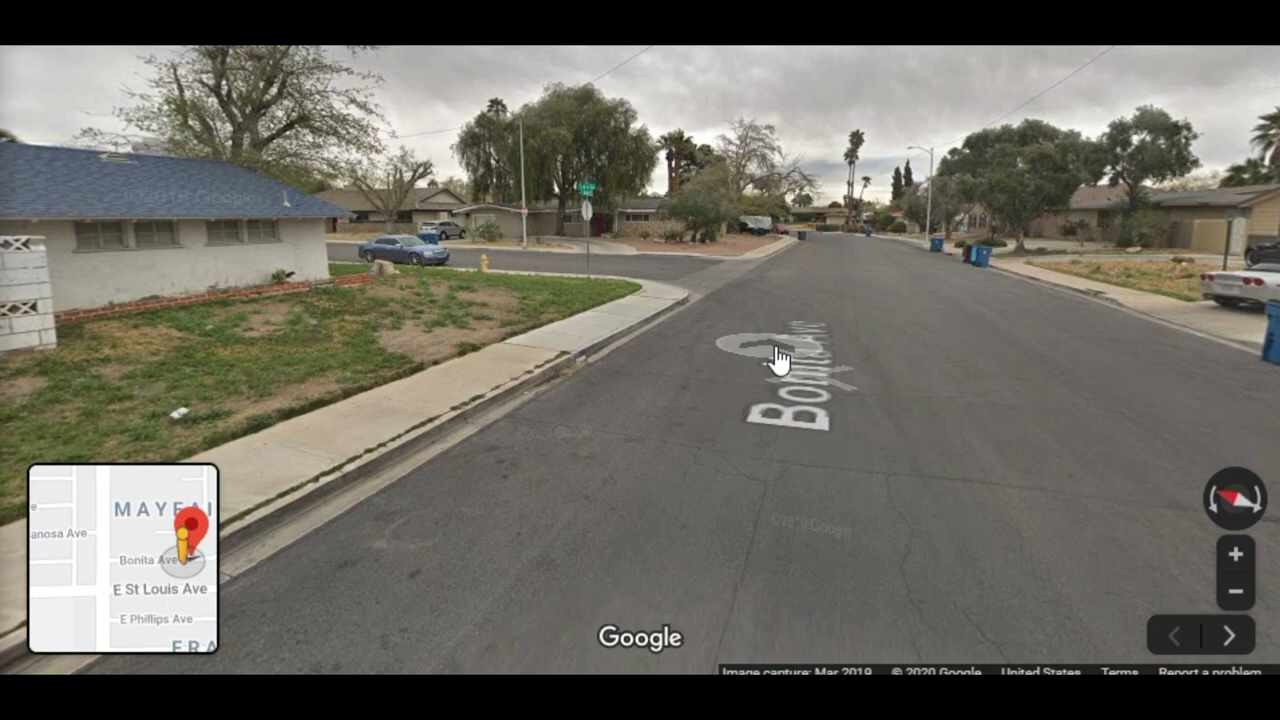 © 2019 Google
Bonita Ave
MAYFAI
e
anosa Ave
Bonita Ave
E St Louis Ave
E Phillips Ave
FRA
Google
Image capture: Mar 2019 © 2020 Google United States Terms Report a problem